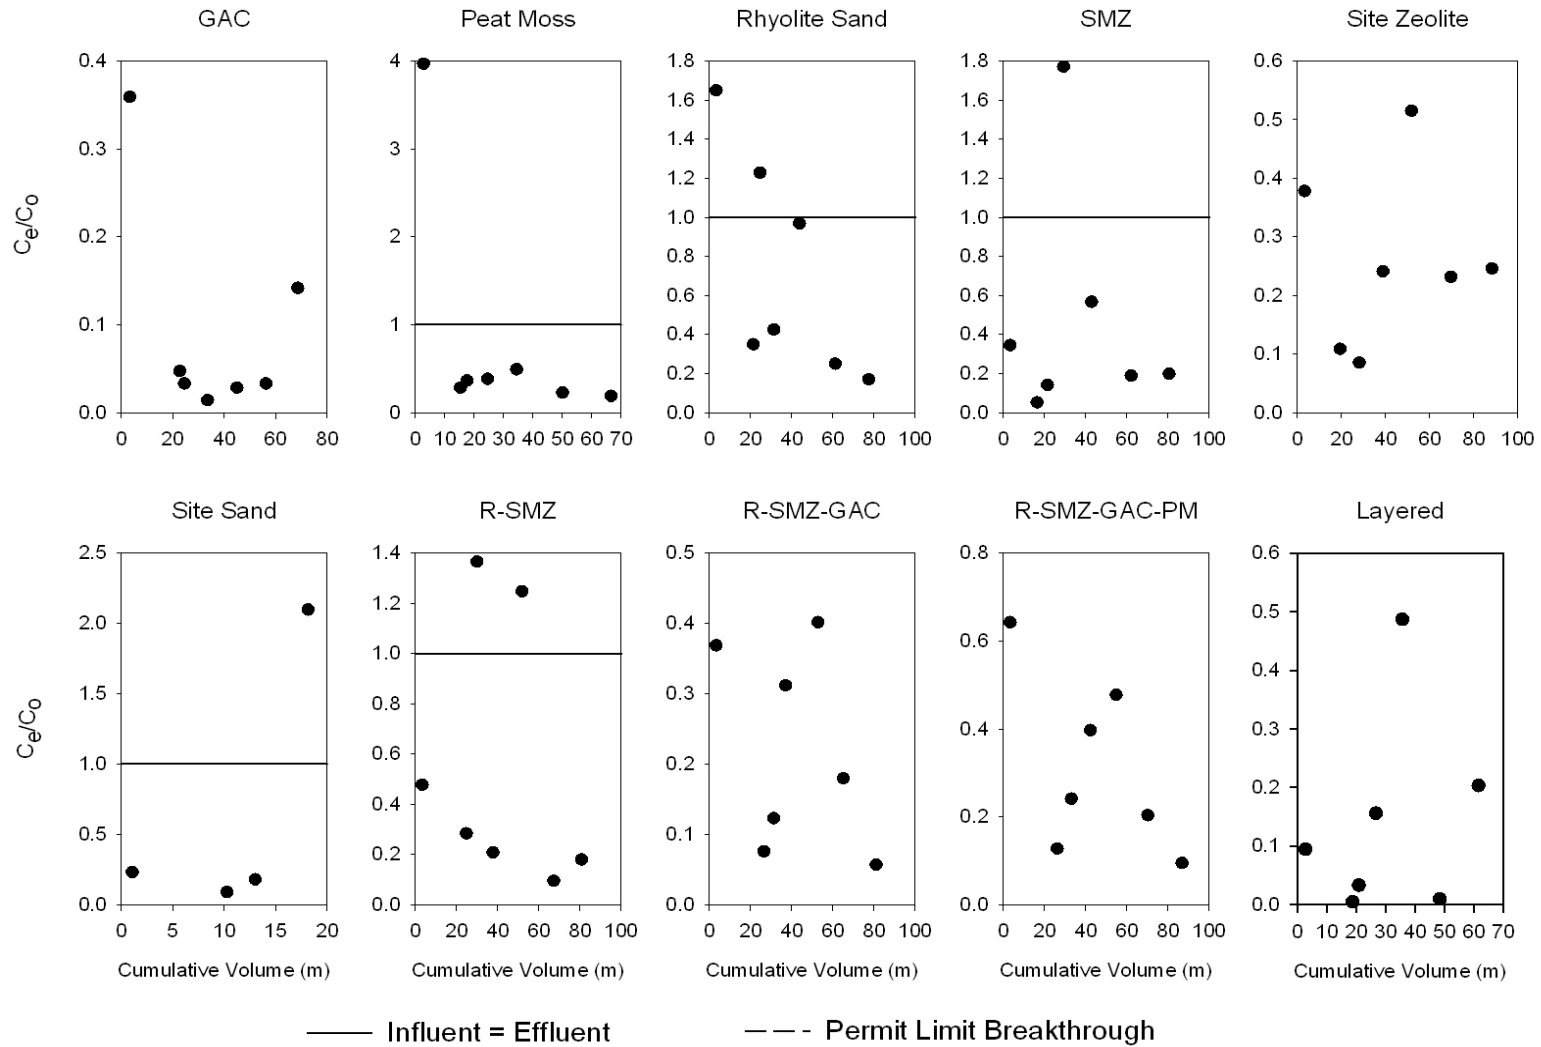 GAC Peat Moss Rhyolite Sand SMZ Site Zeolite
0.4 4 1.8 1.8 0.6
1.6 1.6
0.5
0.3 3 1.4 1.4
0.4
1.2 1.2
Ce/Co 0.2 2 1.0 1.0 0.3
0.8 0.8
0.2
0.6 0.6
0.1 1
0.4 0.4
0.1
0.2 0.2
0.0 0 0.0 0.0 0.0
0 20 40 60 80 0 10 20 30 40 50 60 70 0 20 40 60 80 100 0 20 40 60 80 100 0 20 40 60 80 100
Site Sand R-SMZ R-SMZ-GAC R-SMZ-GAC-PM Layered
2.5 1.4 0.5 0.8 0.6
1.2
2.0 0.4 0.5
1.0 0.6
0.4
1.5 0.3
0.8
Ce/Co 0.4 0.3
1.0 0.6 0.2
0.2
0.4 0.2
0.5 0.1
0.2 0.1
0.0 0.0 0.0 0.0 0.0
0 5 10 15 20 0 20 40 60 80 100 0 20 40 60 80 100 0 20 40 60 80 100 0 10 20 30 40 50 60 70
Cumulative Volume (m) Cumulative Volume (m) Cumulative Volume (m) Cumulative Volume (m) Cumulative Volume (m)
Influent = Effluent Permit Limit Breakthrough